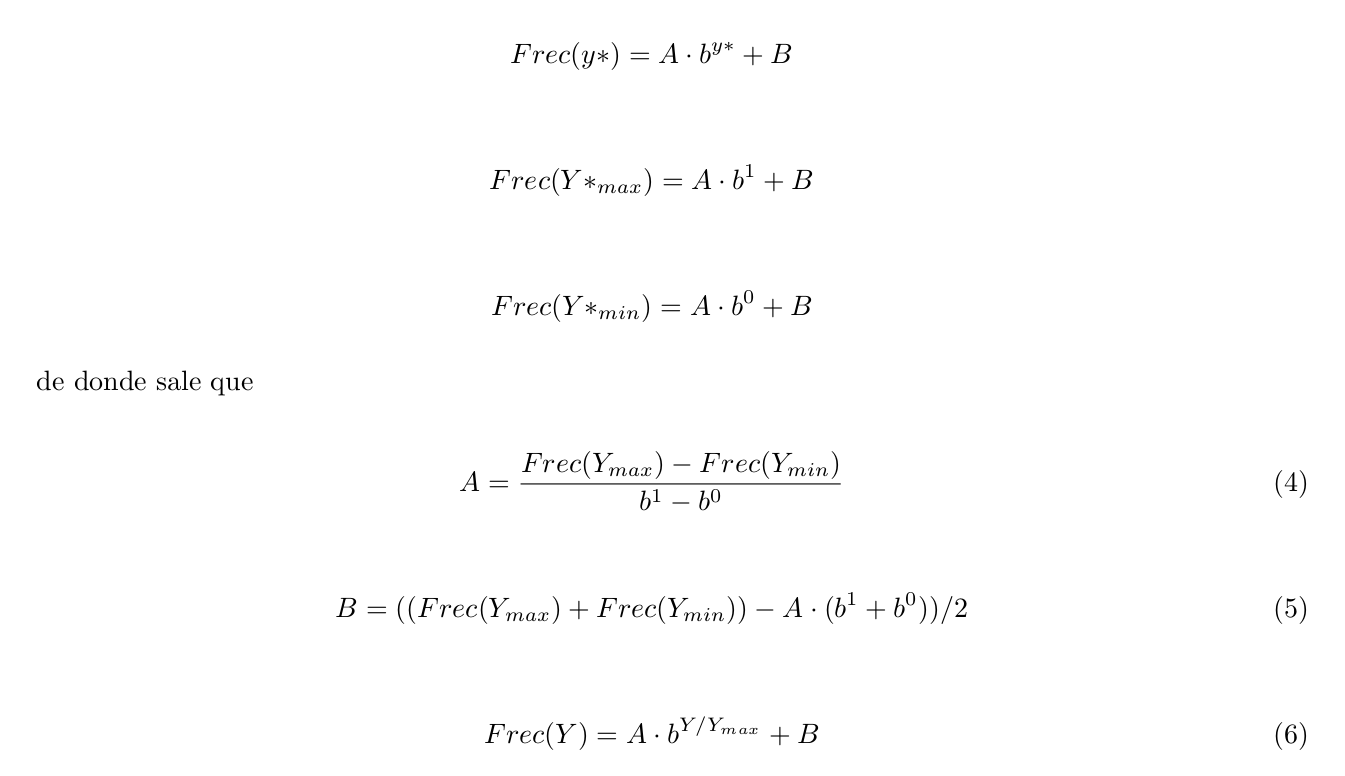 Frec(y*) = A · b^{y*} + B
Frec(Y*_{max}) = A · b^1 + B
Frec(Y*_{min}) = A · b^0 + B
de donde sale que
A = \frac{Frec(Y_{max}) − Frec(Y_{min})}{b^1 − b^0} (4)
B = ((Frec(Y_{max}) + Frec(Y_{min})) − A · (b^1 + b^0))/2 (5)
Frec(Y) = A · b^{Y/Y_{max}} + B (6)